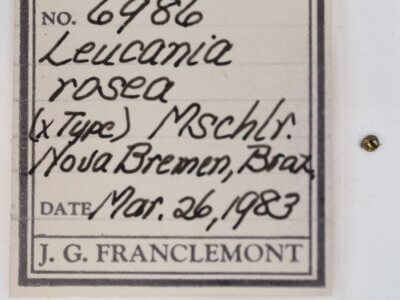 NO. 6986
Leucania
rosea
(x Type) Mschlr.
Nova Bremen, Braz.
DATE Mar. 26, 1983
J. G. FRANCLEMONT